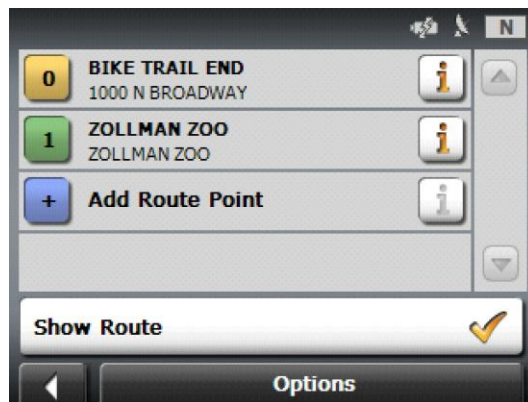 N
0
BIKE TRAIL END
1000 N BROADWAY
i
1
ZOLLMAN ZOO
ZOLLMAN ZOO
i
+
Add Route Point
i
Show Route
Options